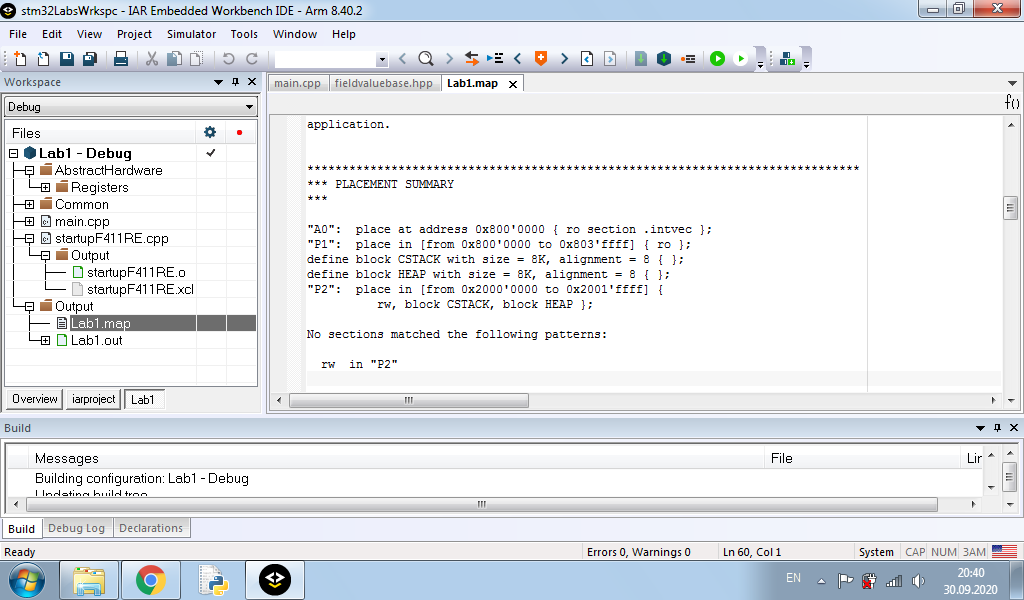 stm32LabsWrkspc - IAR Embedded Workbench IDE - Arm 8.40.2
File Edit View Project Simulator Tools Window Help
Workspace
Debug
Files
Lab1 - Debug
AbstractHardware
Registers
Common
main.cpp
startupF411RE.cpp
Output
startupF411RE.o
startupF411RE.xcl
Output
Lab1.map
Lab1.out
Overview iarproject Lab1
main.cpp fieldvaluebase.hpp Lab1.map
f()
application.
*******************************************************************************
*** PLACEMENT SUMMARY
***
"A0": place at address 0x800'0000 { ro section .intvec };
"P1": place in [from 0x800'0000 to 0x803'ffff] { ro };
define block CSTACK with size = 8K, alignment = 8 { };
define block HEAP with size = 8K, alignment = 8 { };
"P2": place in [from 0x2000'0000 to 0x2001'ffff] {
rw, block CSTACK, block HEAP };
No sections matched the following patterns:
rw in "P2"
Build
Messages File Lir
Building configuration: Lab1 - Debug
Updating build tree
Build Debug Log Declarations
Ready Errors 0, Warnings 0 Ln 60, Col 1 System CAP NUM ЗАМ
EN
20:40
30.09.2020